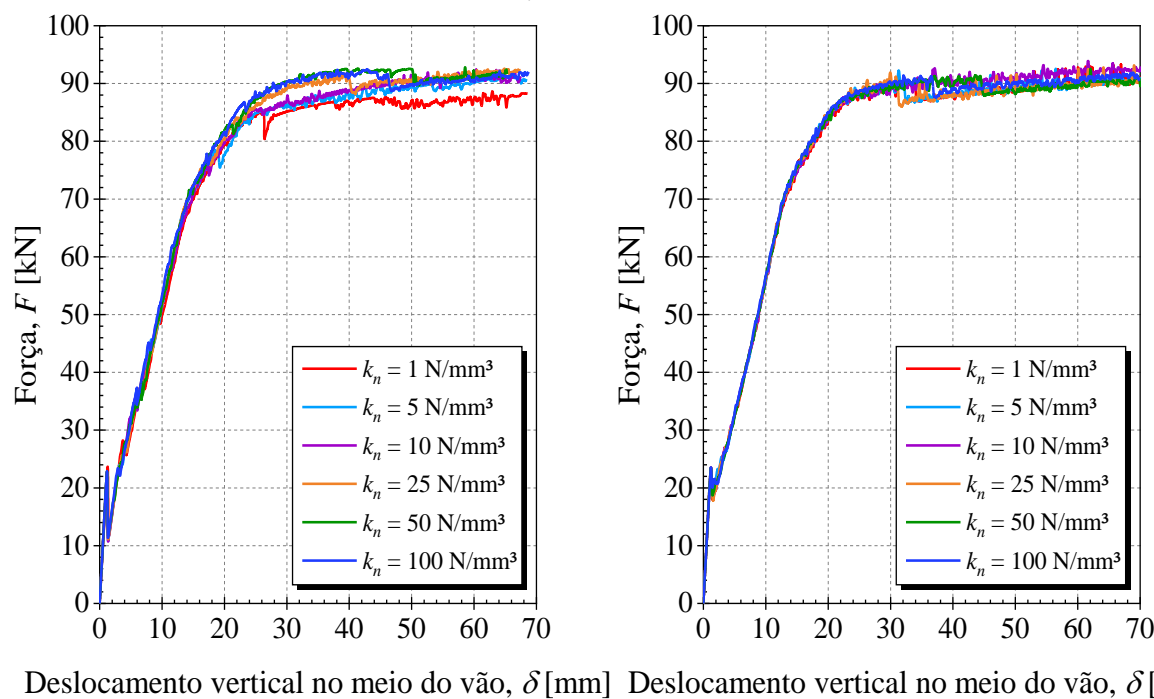 100
90
80
70
60
50
40
30
20
10
0
Força, F [kN]
k_n = 1 N/mm³
k_n = 5 N/mm³
k_n = 10 N/mm³
k_n = 25 N/mm³
k_n = 50 N/mm³
k_n = 100 N/mm³
0 10 20 30 40 50 60 70
Deslocamento vertical no meio do vão, δ [mm]
100
90
80
70
60
50
40
30
20
10
0
Força, F [kN]
k_n = 1 N/mm³
k_n = 5 N/mm³
k_n = 10 N/mm³
k_n = 25 N/mm³
k_n = 50 N/mm³
k_n = 100 N/mm³
0 10 20 30 40 50 60 70
Deslocamento vertical no meio do vão, δ [